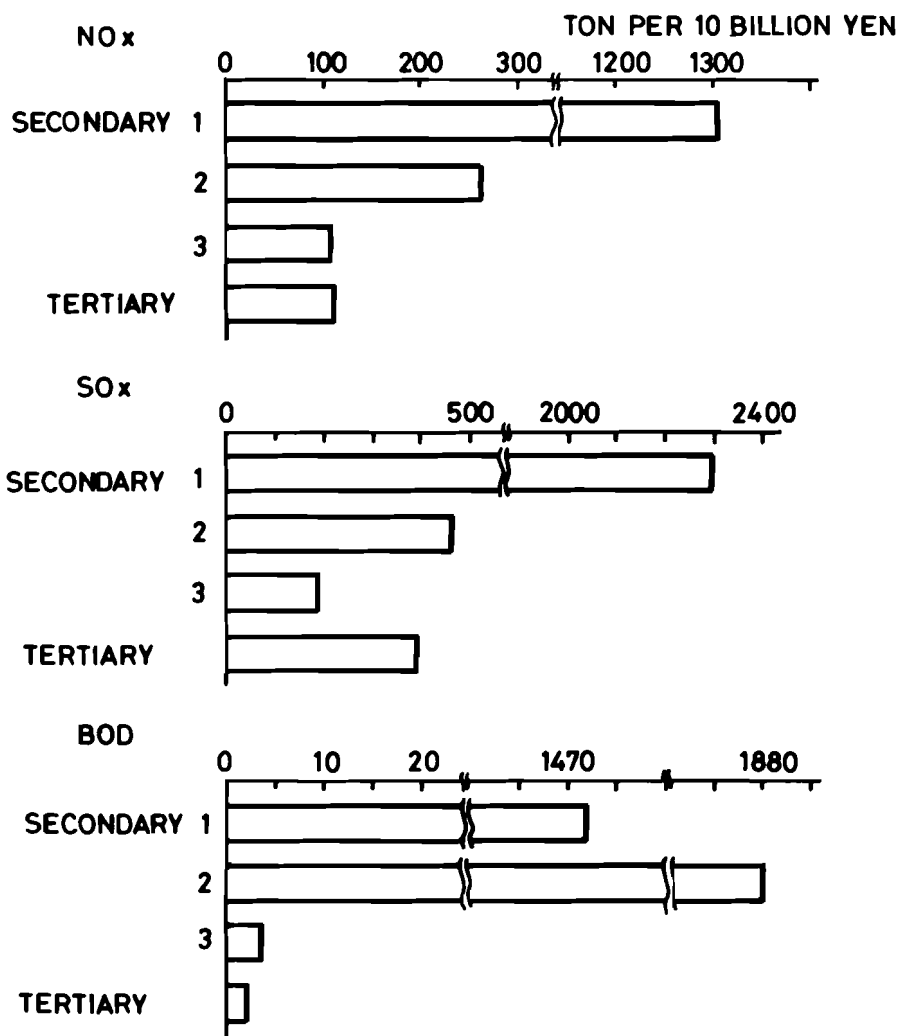 NOx
TON PER 10 BILLION YEN
0 100 200 300 1200 1300
SECONDARY 1
2
3
TERTIARY
SOx
0 500 2000 2400
SECONDARY 1
2
3
TERTIARY
BOD
0 10 20 1470 1880
SECONDARY 1
2
3
TERTIARY